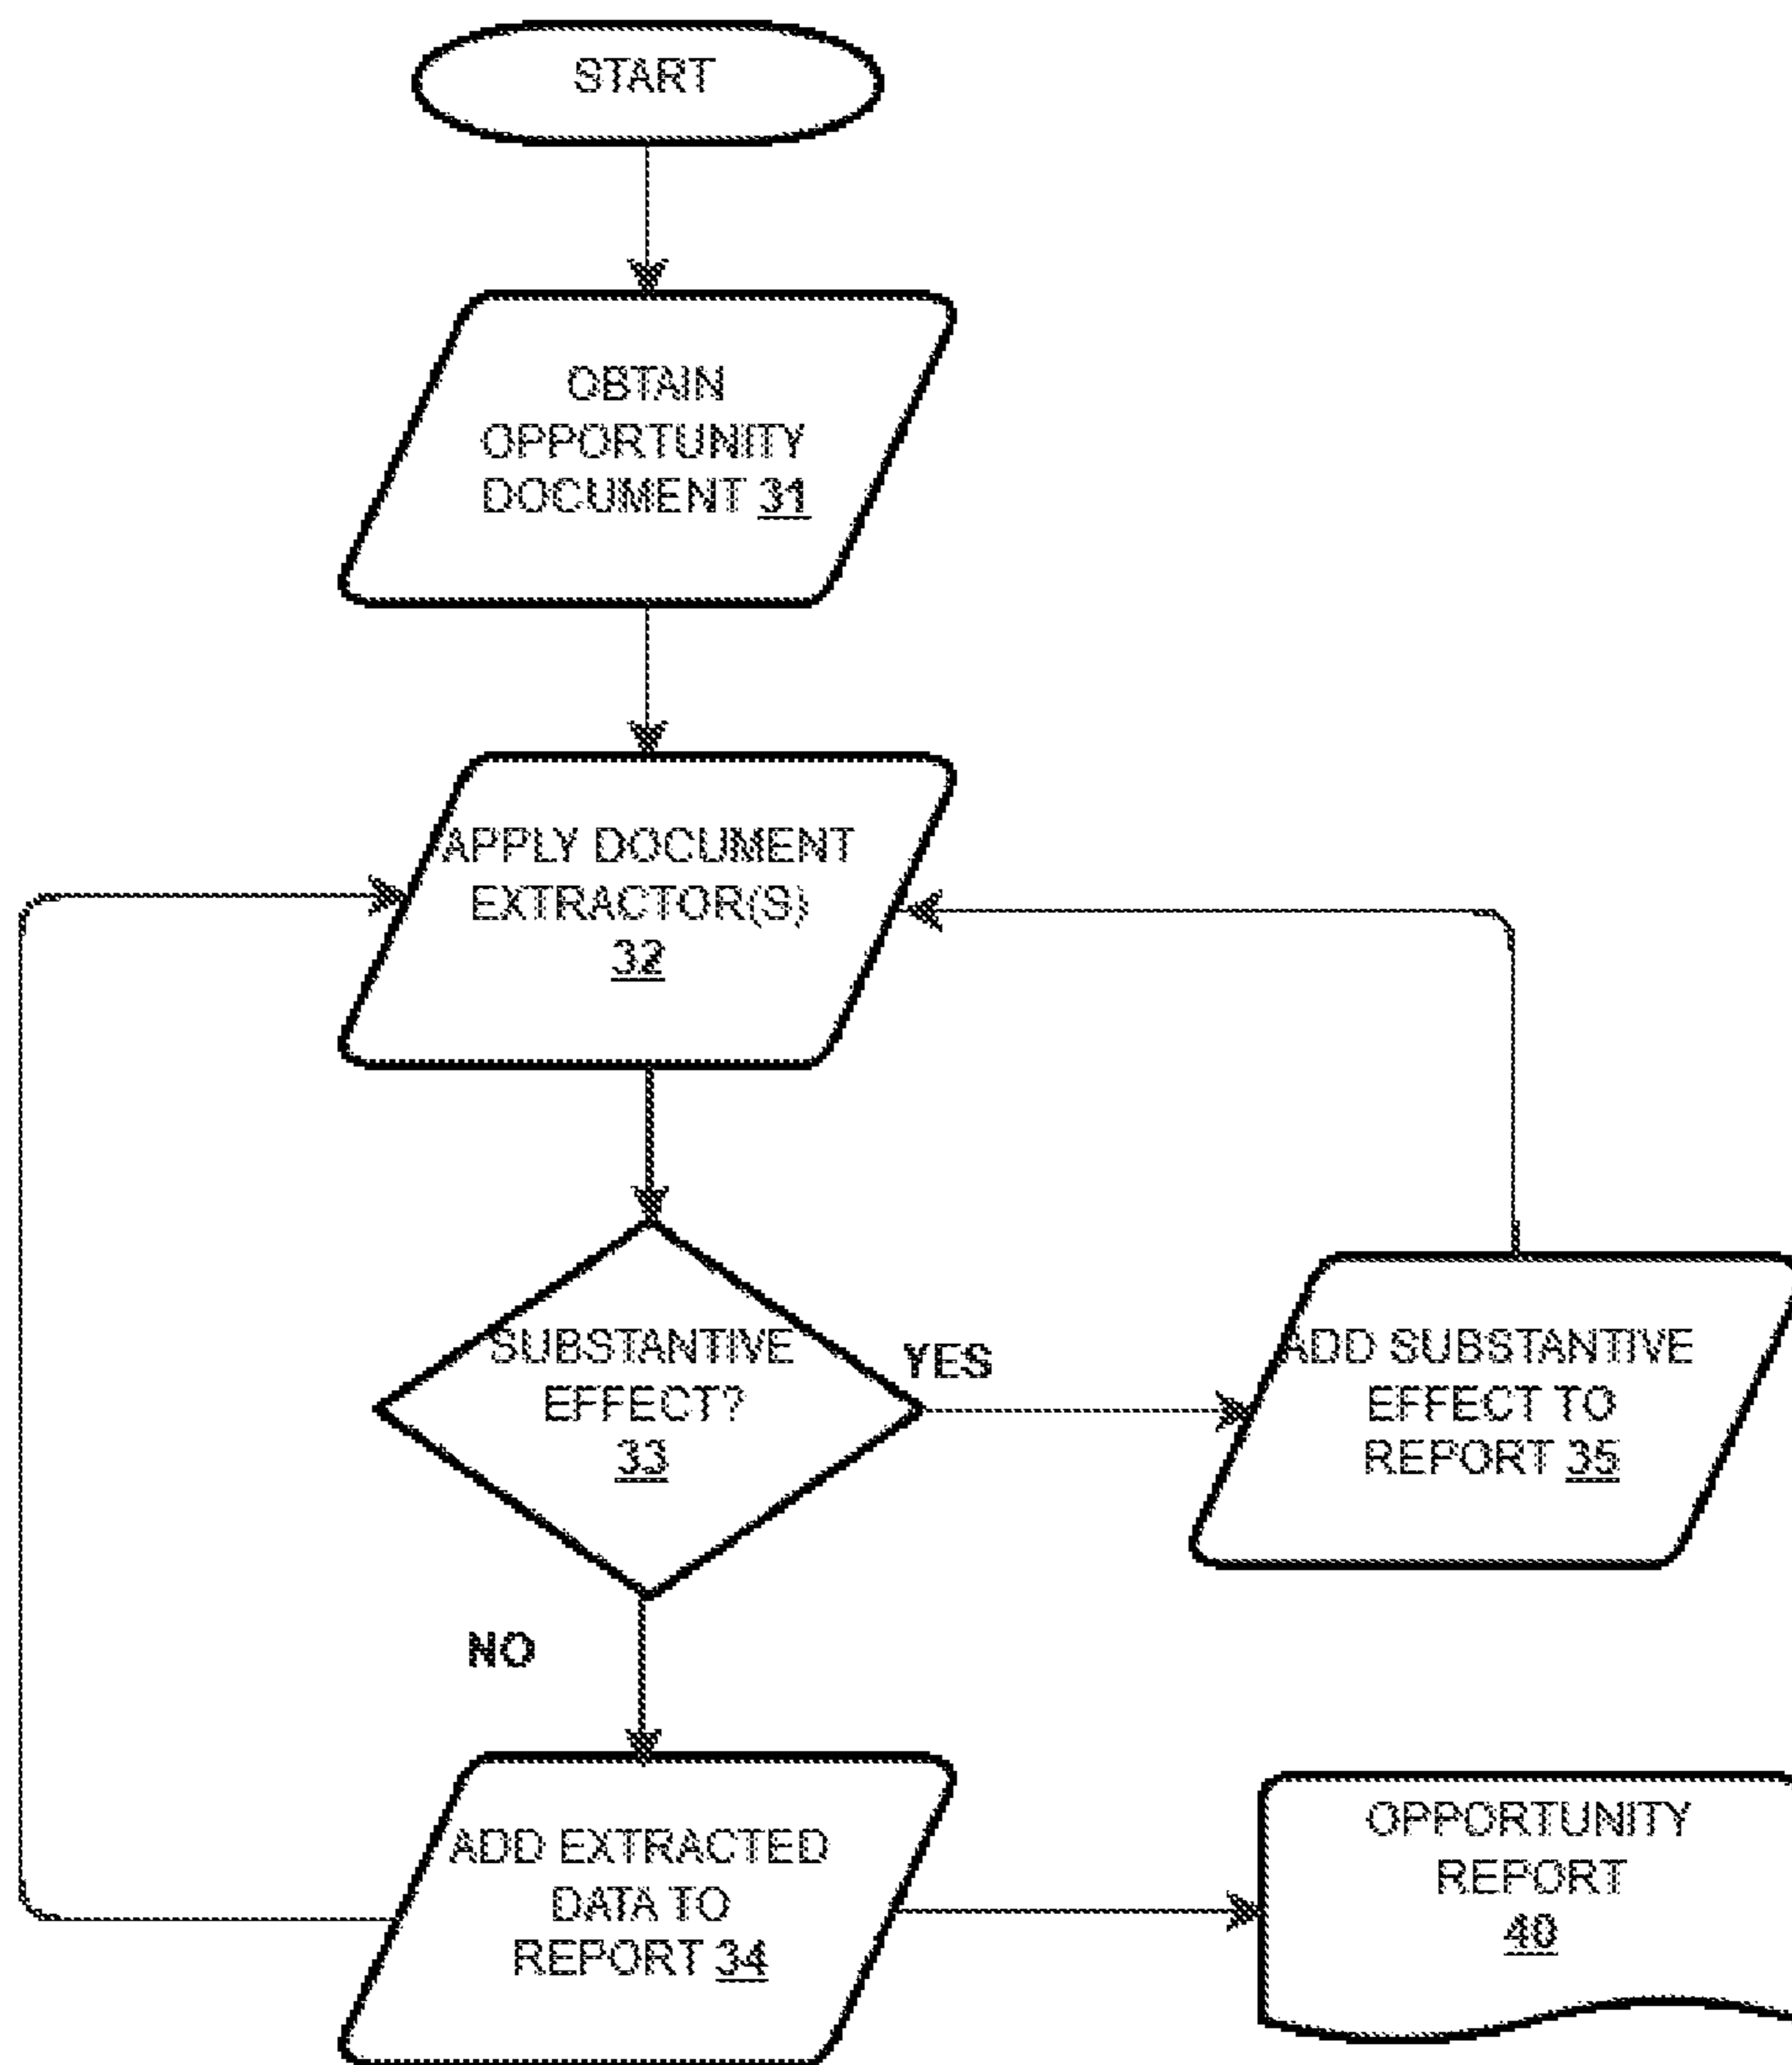 START
OBTAIN
OPPORTUNITY
DOCUMENT 31
APPLY DOCUMENT
EXTRACTOR(S)
32
SUBSTANTIVE
EFFECT?
33
YES
ADD SUBSTANTIVE
EFFECT TO
REPORT 35
NO
ADD EXTRACTED
DATA TO
REPORT 34
OPPORTUNITY
REPORT
40